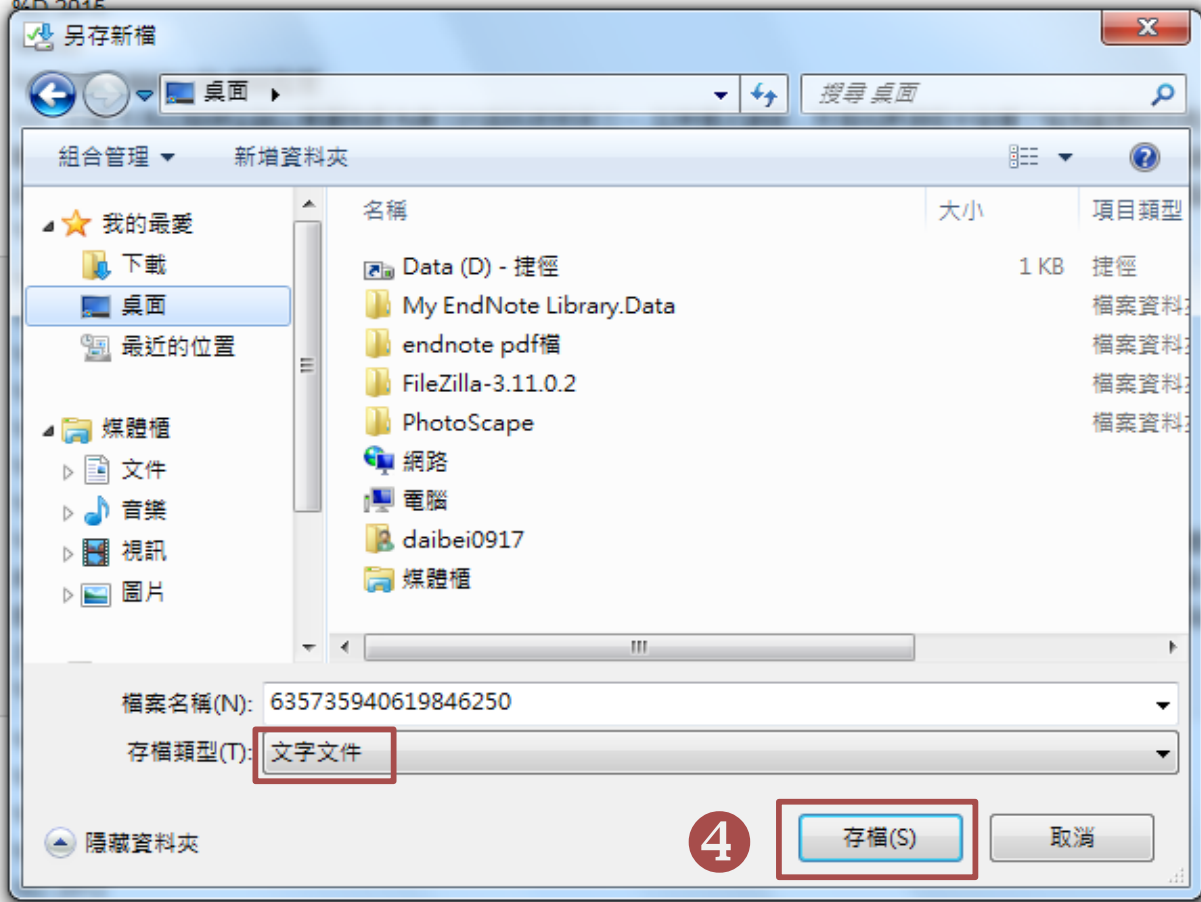 %D 2015
另存新檔
桌面
搜尋 桌面
組合管理 新增資料夾
名稱 大小 項目類型
我的最愛
下載
桌面
最近的位置
媒體櫃
文件
音樂
視訊
圖片
Data (D) - 捷徑 1 KB 捷徑
My EndNote Library.Data 檔案資料
endnote pdf檔 檔案資料
FileZilla-3.11.0.2 檔案資料
PhotoScape 檔案資料
網路
電腦
daibei0917
媒體櫃
檔案名稱(N): 635735940619846250
存檔類型(T): 文字文件
隱藏資料夾 4 存檔(S) 取消